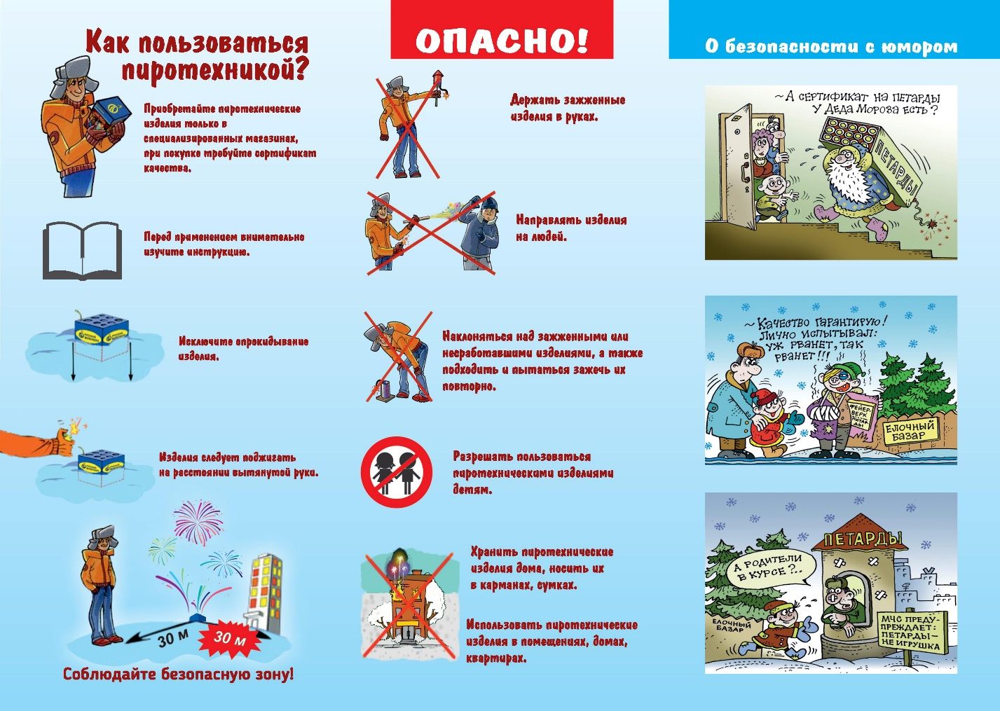 Как пользоваться
пиротехникой?
Приобретайте пиротехнические
изделия только в
специализированных магазинах,
при покупке требуйте сертификат
качества.
Перед применением внимательно
изучите инструкцию.
Исключите опрокидывание
изделия.
Изделия следует поджигать
на расстоянии вытянутой руки.
30 м
30 м
Соблюдайте безопасную зону!
ОПАСНО!
Держать зажженные
изделия в руках.
Направлять изделия
на людей.
Наклоняться над зажженными или
несработавшими изделиями, а также
подходить и пытаться зажечь их
повторно.
Разрешать пользоваться
пиротехническими изделиями
детям.
Хранить пиротехнические
изделия дома, носить их
в карманах, сумках.
Использовать пиротехнические
изделия в помещениях, домах,
квартирах.
О безопасности с юмором
~ А СЕРТИФИКАТ НА ПЕТАРДЫ
У ДЕДА МОРОЗА ЕСТЬ?
ПЕТАРДЫ
~ КАЧЕСТВО ГАРАНТИРУЮ!
ЛИЧНО ИСПЫТЫВАЛ:
УЖ РВАНЕТ, ТАК
РВАНЕТ!!!
ФЕЙЕР-
ВЕРК
ПЕТАР-
ДЫ
ЕЛОЧНЫЙ
БАЗАР
ПЕТАРДЫ
А РОДИТЕЛИ
В КУРСЕ?..
ЕЛОЧНЫЙ
БАЗАР
МЧС ПРЕДУ-
ПРЕЖДАЕТ:
ПЕТАРДЫ —
НЕ ИГРУШКА